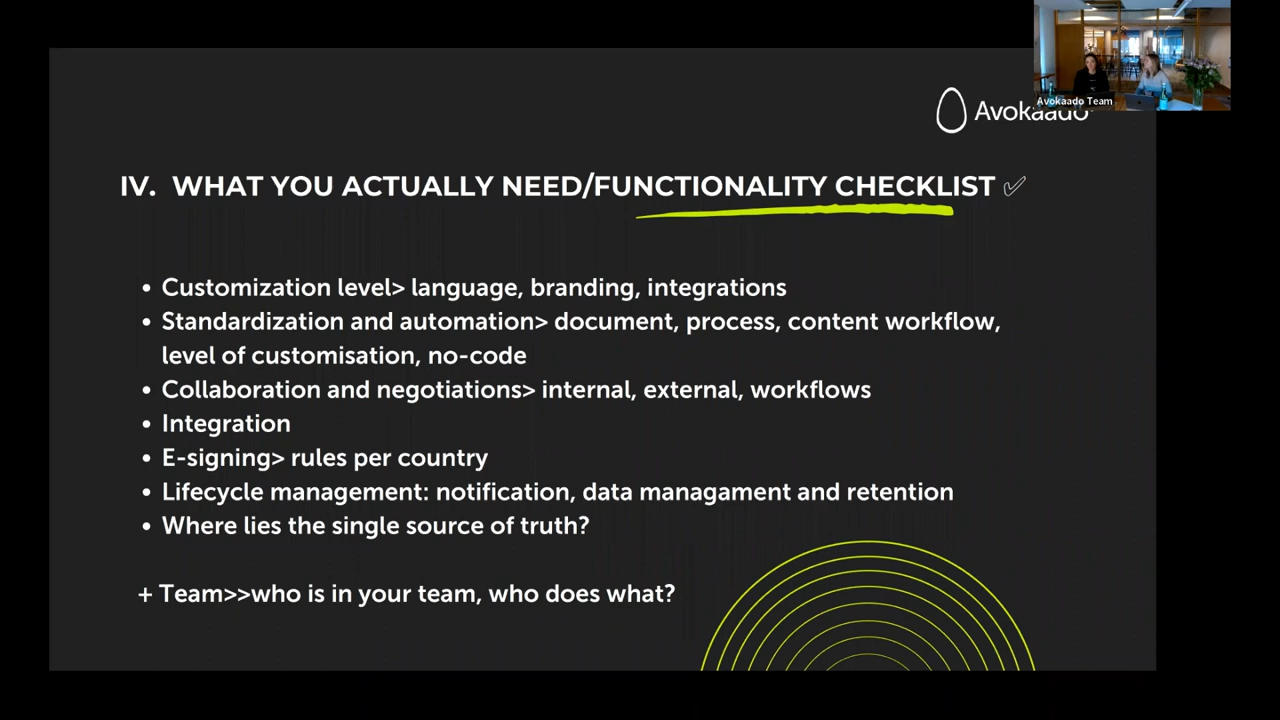 Avokaado Team
Avokaado
IV. WHAT YOU ACTUALLY NEED/FUNCTIONALITY CHECKLIST ✅
• Customization level> language, branding, integrations
• Standardization and automation> document, process, content workflow,
level of customisation, no-code
• Collaboration and negotiations> internal, external, workflows
• Integration
• E-signing> rules per country
• Lifecycle management: notification, data managament and retention
• Where lies the single source of truth?
+ Team>>who is in your team, who does what?